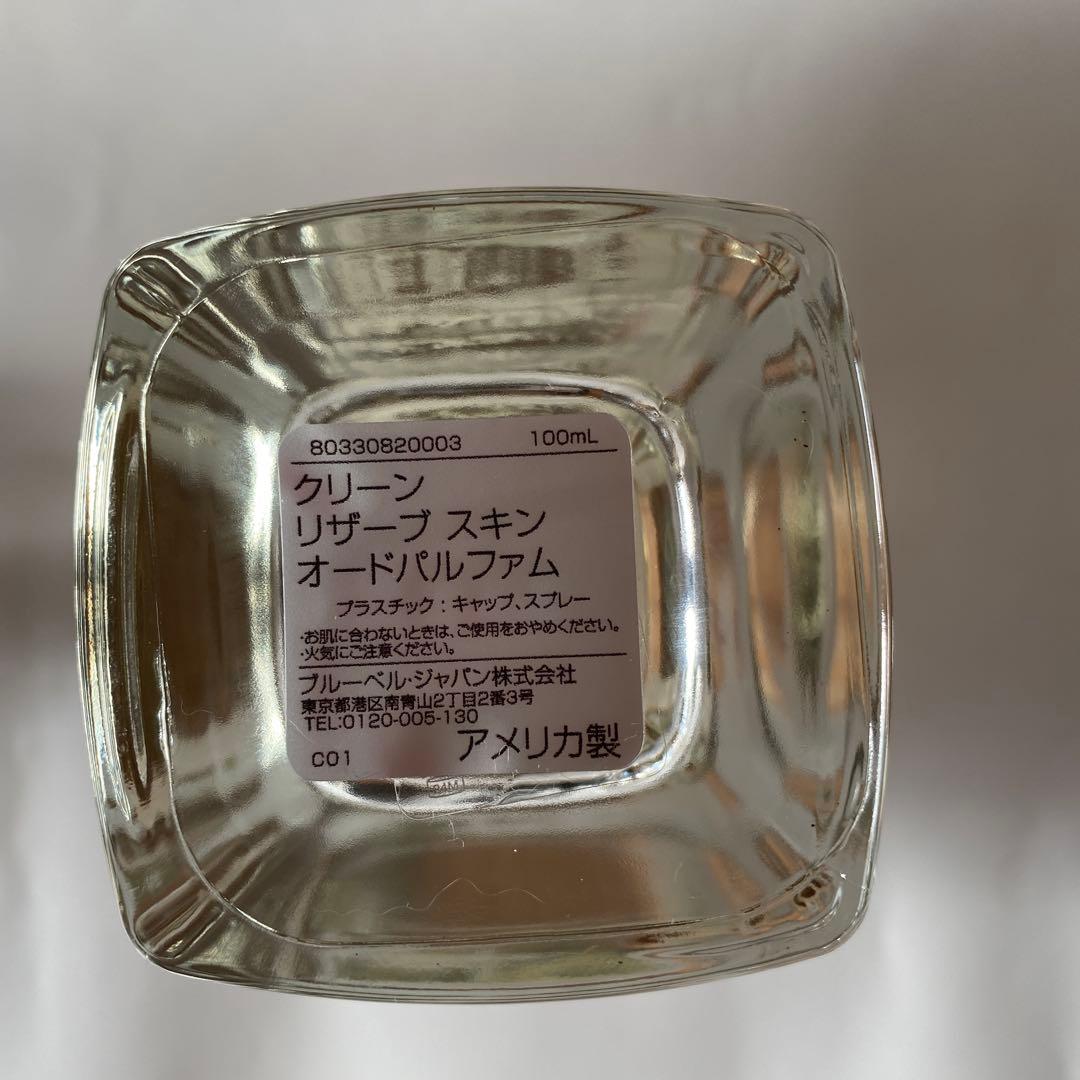 80330820003 100mL
クリーン
リザーブ スキン
オードパルファム
プラスチック：キャップ、スプレー
・お肌に合わないときは、ご使用をおやめください。
・火気にご注意ください。
ブルーベル・ジャパン株式会社
東京都港区南青山2丁目2番3号
TEL:0120-005-130
アメリカ製
C01
24M